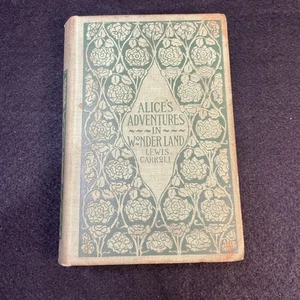 ALICE'S
ADVENTURES
IN
WONDER LAND
LEWIS
CARROLL